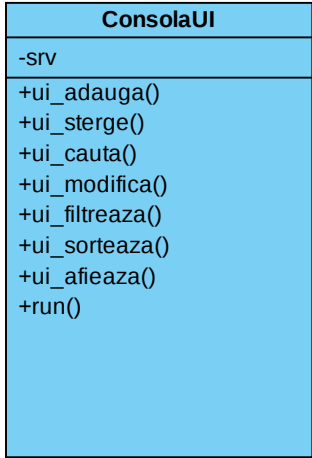 ConsolaUI
-srv
+ui_adauga()
+ui_sterge()
+ui_cauta()
+ui_modifica()
+ui_filtreaza()
+ui_sorteaza()
+ui_afieaza()
+run()